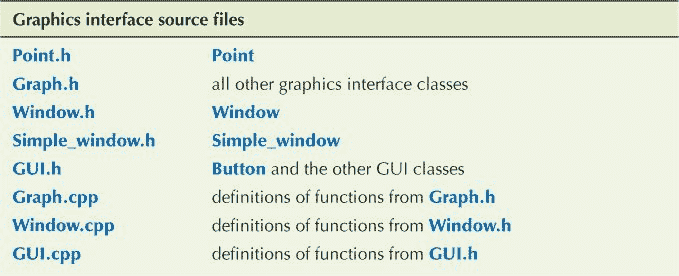 Graphics interface source files
Point.h Point
Graph.h all other graphics interface classes
Window.h Window
Simple_window.h Simple_window
GUI.h Button and the other GUI classes
Graph.cpp definitions of functions from Graph.h
Window.cpp definitions of functions from Window.h
GUI.cpp definitions of functions from GUI.h